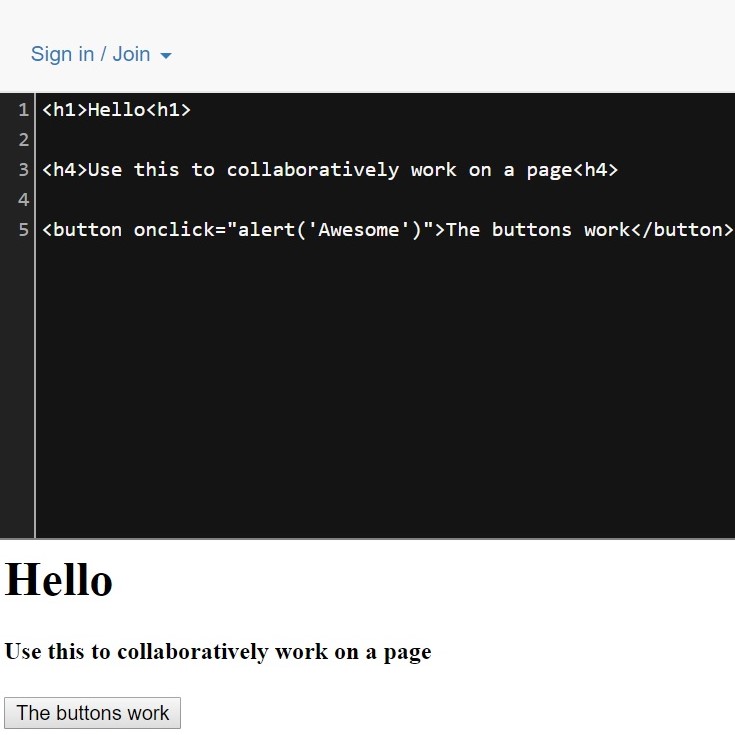 Sign in / Join
1 <h1>Hello<h1>
2
3 <h4>Use this to collaboratively work on a page<h4>
4
5 <button onclick="alert('Awesome')">The buttons work</button>
Hello
Use this to collaboratively work on a page
The buttons work